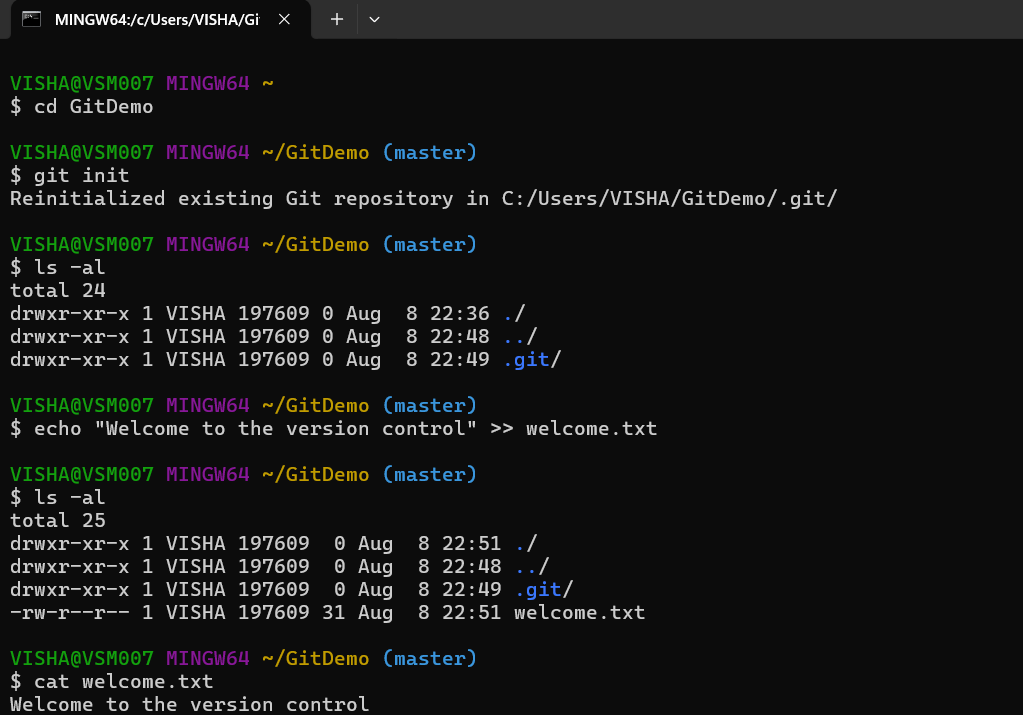 MINGW64:/c/Users/VISHA/Gi
VISHA@VSM007 MINGW64 ~
$ cd GitDemo
VISHA@VSM007 MINGW64 ~/GitDemo (master)
$ git init
Reinitialized existing Git repository in C:/Users/VISHA/GitDemo/.git/
VISHA@VSM007 MINGW64 ~/GitDemo (master)
$ ls -al
total 24
drwxr-xr-x 1 VISHA 197609 0 Aug  8 22:36 ./
drwxr-xr-x 1 VISHA 197609 0 Aug  8 22:48 ../
drwxr-xr-x 1 VISHA 197609 0 Aug  8 22:49 .git/
VISHA@VSM007 MINGW64 ~/GitDemo (master)
$ echo "Welcome to the version control" >> welcome.txt
VISHA@VSM007 MINGW64 ~/GitDemo (master)
$ ls -al
total 25
drwxr-xr-x 1 VISHA 197609  0 Aug  8 22:51 ./
drwxr-xr-x 1 VISHA 197609  0 Aug  8 22:48 ../
drwxr-xr-x 1 VISHA 197609  0 Aug  8 22:49 .git/
-rw-r--r-- 1 VISHA 197609 31 Aug  8 22:51 welcome.txt
VISHA@VSM007 MINGW64 ~/GitDemo (master)
$ cat welcome.txt
Welcome to the version control